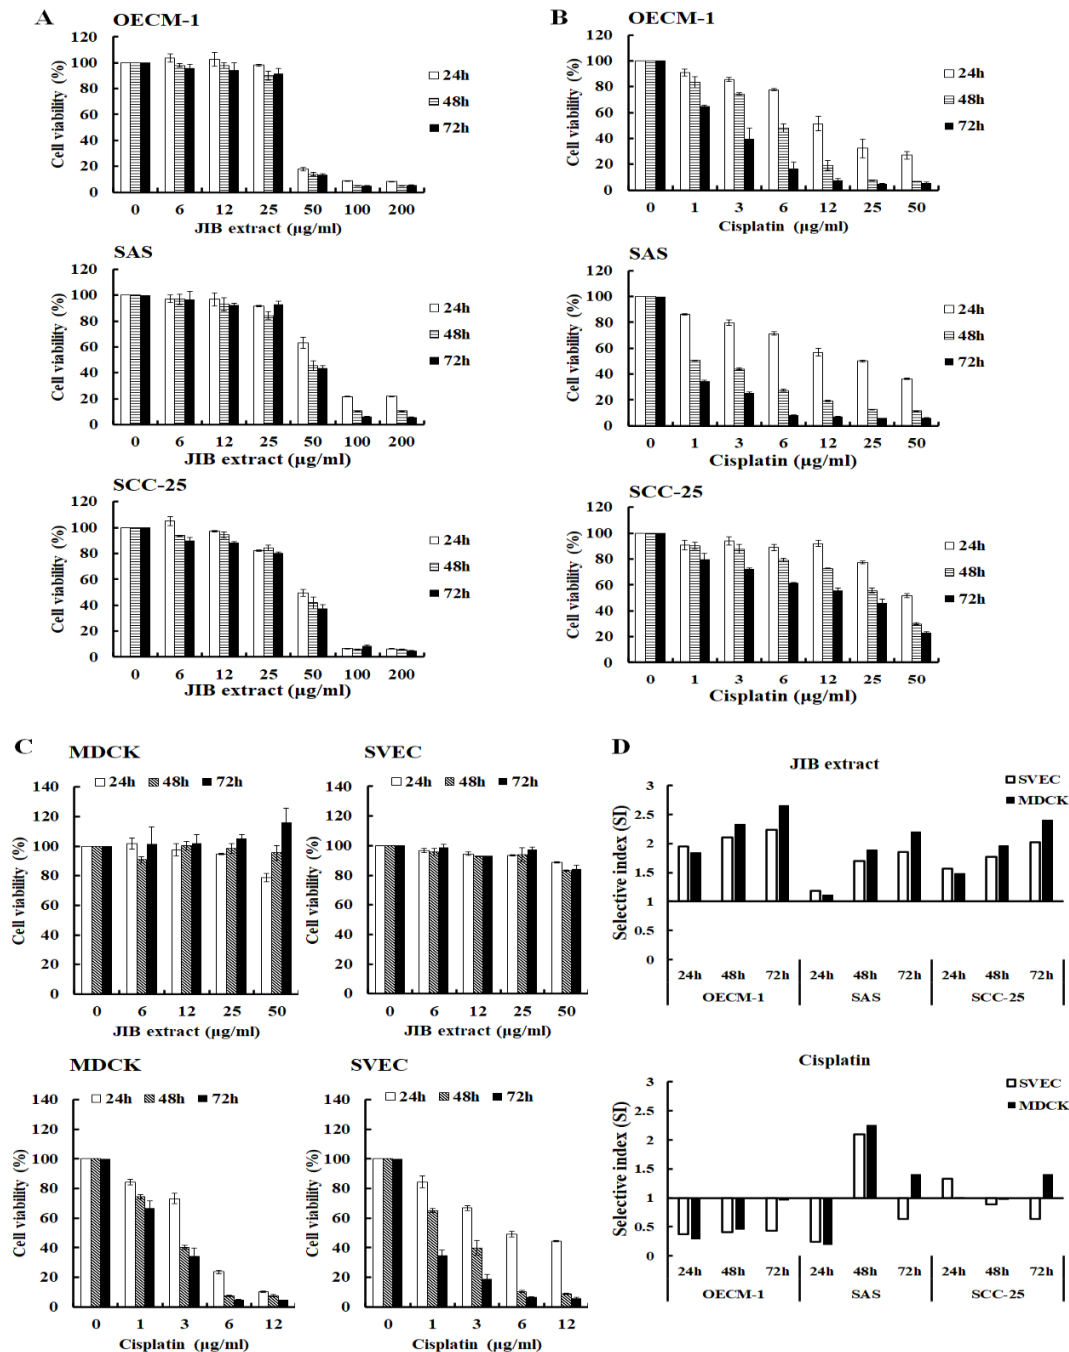 A
OECM-1
120
100
80
60
40
20
0
Cell viability (%)
24h
48h
72h
0 6 12 25 50 100 200
JIB extract (µg/ml)
SAS
120
100
80
60
40
20
0
Cell viability (%)
24h
48h
72h
0 6 12 25 50 100 200
JIB extract (µg/ml)
SCC-25
120
100
80
60
40
20
0
Cell viability (%)
24h
48h
72h
0 6 12 25 50 100 200
JIB extract (µg/ml)
B
OECM-1
120
100
80
60
40
20
0
Cell viability (%)
24h
48h
72h
0 1 3 6 12 25 50
Cisplatin (µg/ml)
SAS
120
100
80
60
40
20
0
Cell viability (%)
24h
48h
72h
0 1 3 6 12 25 50
Cisplatin (µg/ml)
SCC-25
120
100
80
60
40
20
0
Cell viability (%)
24h
48h
72h
0 1 3 6 12 25 50
Cisplatin (µg/ml)
C
MDCK
24h 48h 72h
140
120
100
80
60
40
20
0
Cell viability (%)
0 6 12 25 50
JIB extract (µg/ml)
SVEC
24h 48h 72h
140
120
100
80
60
40
20
0
Cell viability (%)
0 6 12 25 50
JIB extract (µg/ml)
MDCK
24h 48h 72h
140
120
100
80
60
40
20
0
Cell viability (%)
0 1 3 6 12
Cisplatin (µg/ml)
SVEC
24h 48h 72h
140
120
100
80
60
40
20
0
Cell viability (%)
0 1 3 6 12
Cisplatin (µg/ml)
D
JIB extract
SVEC
MDCK
3
2.5
2
1.5
1
0.5
0
Selective index (SI)
24h 48h 72h 24h 48h 72h 24h 48h 72h
OECM-1 SAS SCC-25
Cisplatin
SVEC
MDCK
3
2.5
2
1.5
1
0.5
0
Selective index (SI)
24h 48h 72h 24h 48h 72h 24h 48h 72h
OECM-1 SAS SCC-25